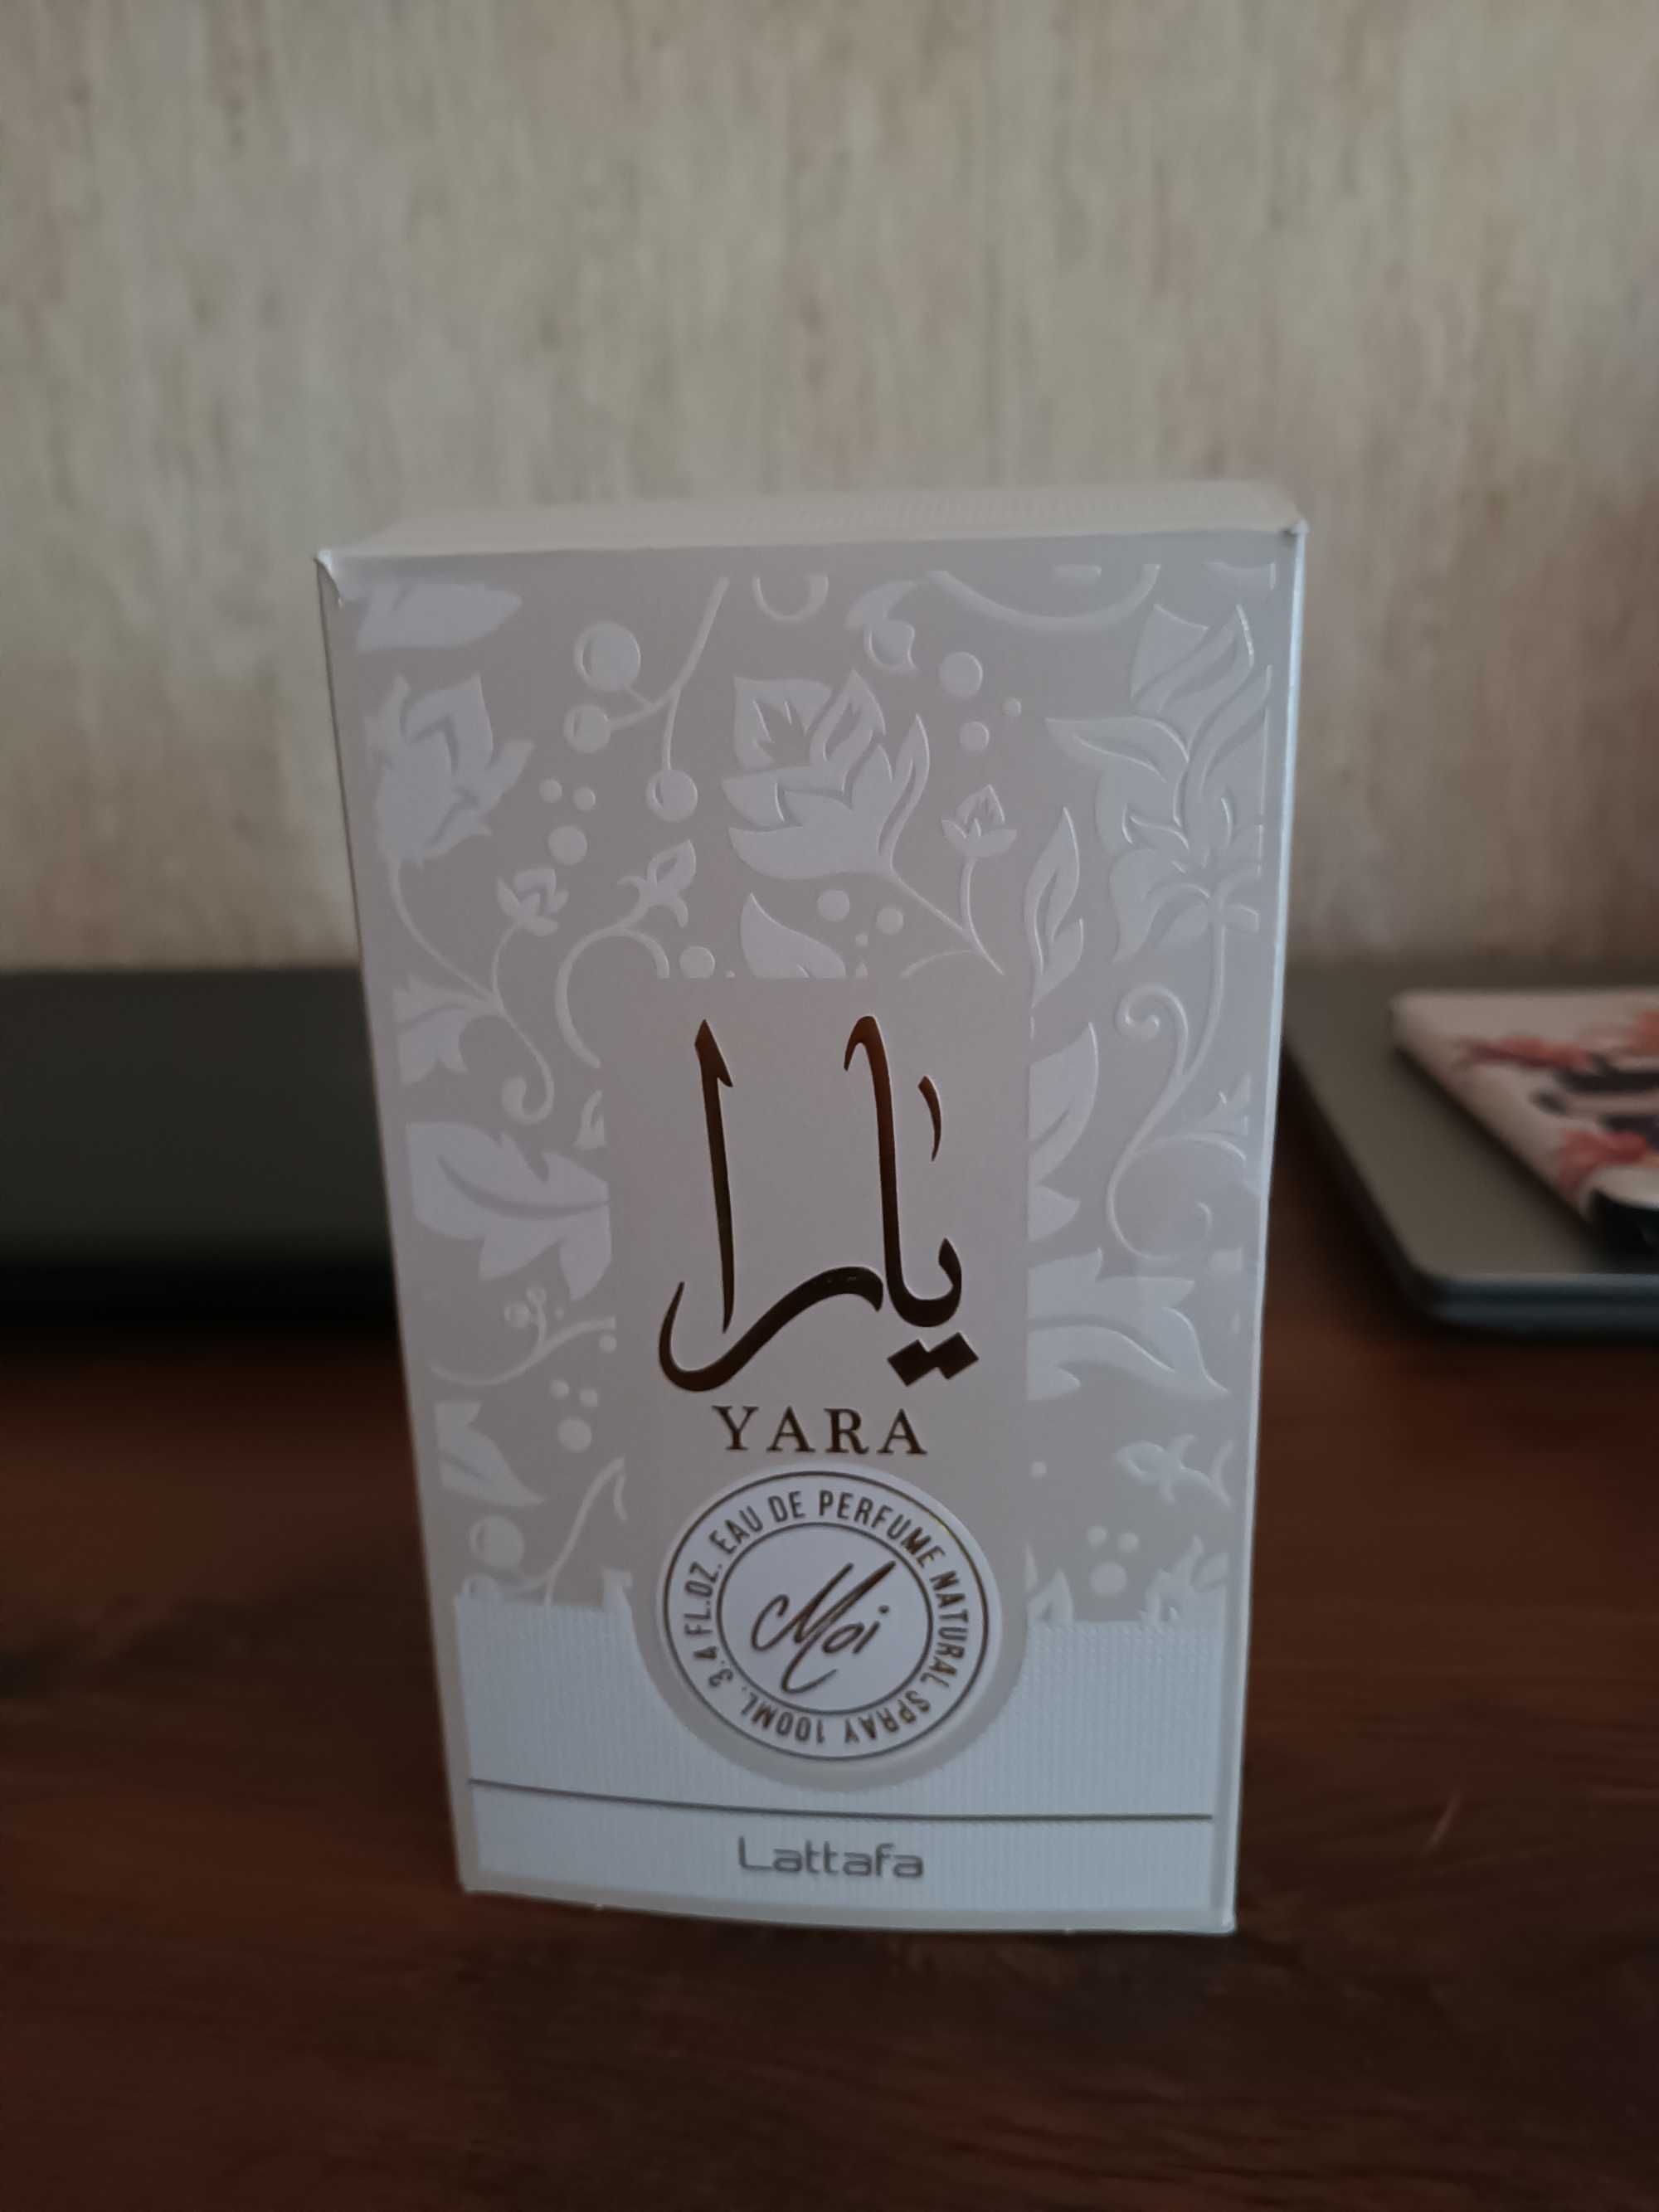 يارا
YARA
EAU DE PERFUME NATURAL SPRAY 100ML. 3.4 FL.OZ.
Moi
Lattafa